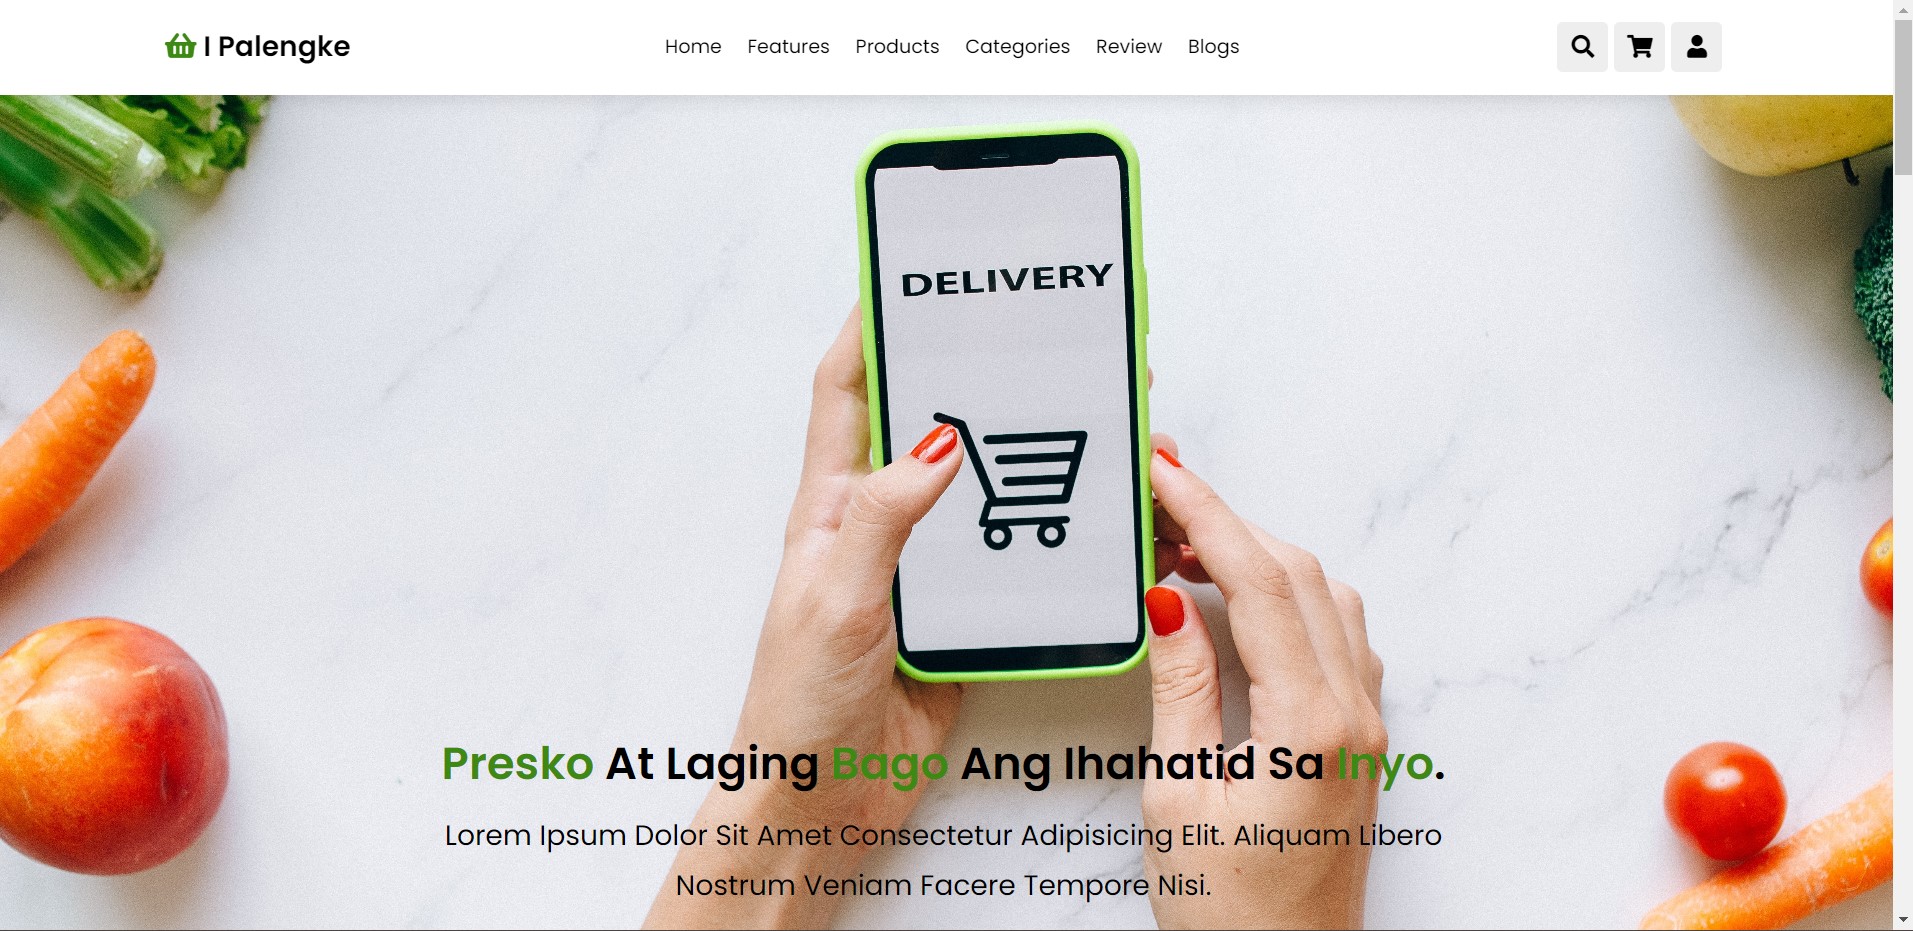 I Palengke
Home Features Products Categories Review Blogs
DELIVERY
Presko At Laging Bago Ang Ihahatid Sa Inyo.
Lorem Ipsum Dolor Sit Amet Consectetur Adipisicing Elit. Aliquam Libero
Nostrum Veniam Facere Tempore Nisi.